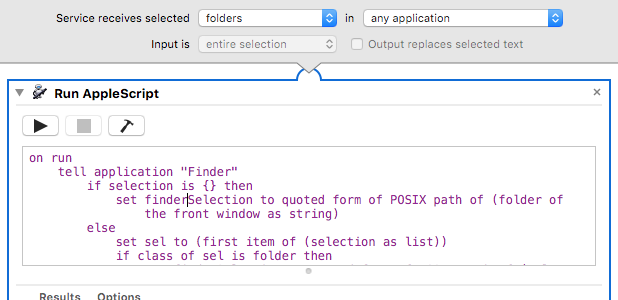 Service receives selected folders in any application
Input is entire selection Output replaces selected text
Run AppleScript
on run
tell application "Finder"
if selection is {} then
set finderSelection to quoted form of POSIX path of (folder of
the front window as string)
else
set sel to (first item of (selection as list))
if class of sel is folder then
Results Options